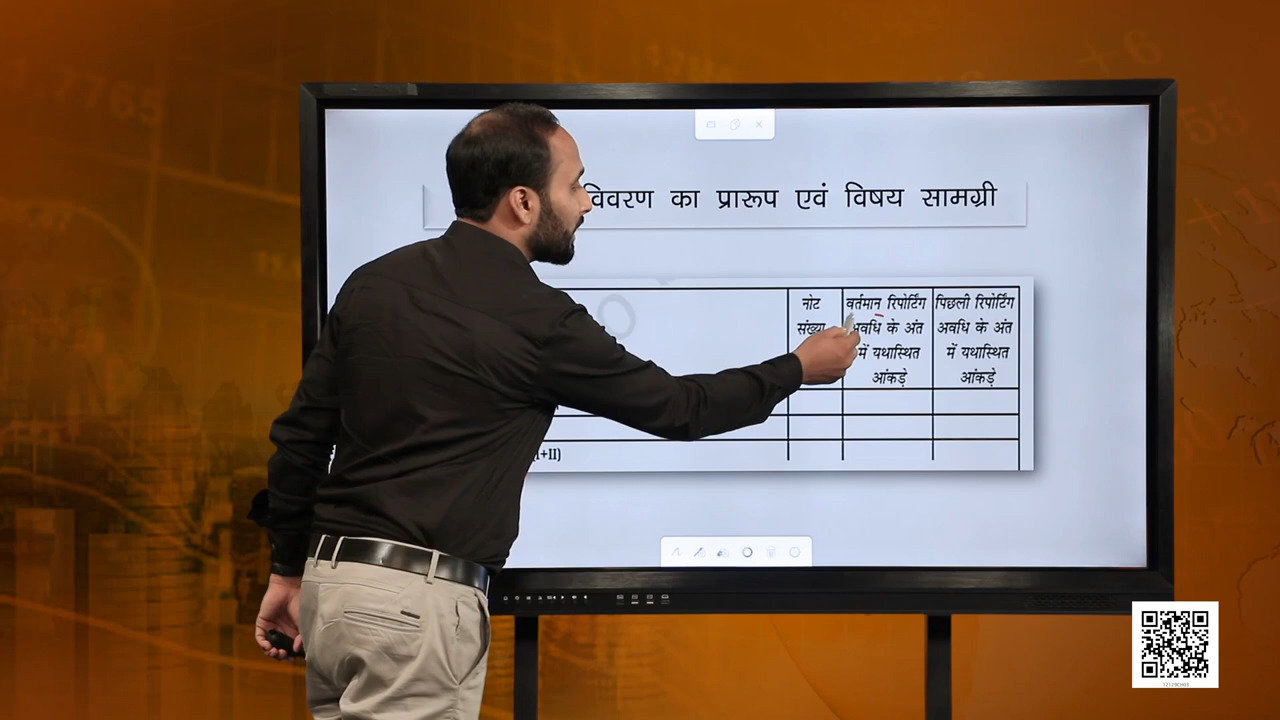 विवरण का प्रारूप एवं विषय सामग्री
नोट
संख्या
वर्तमान रिपोर्टिंग
अवधि के अंत
में यथास्थित
आंकड़े
पिछली रिपोर्टिंग
अवधि के अंत
में यथास्थित
आंकड़े
I+II)